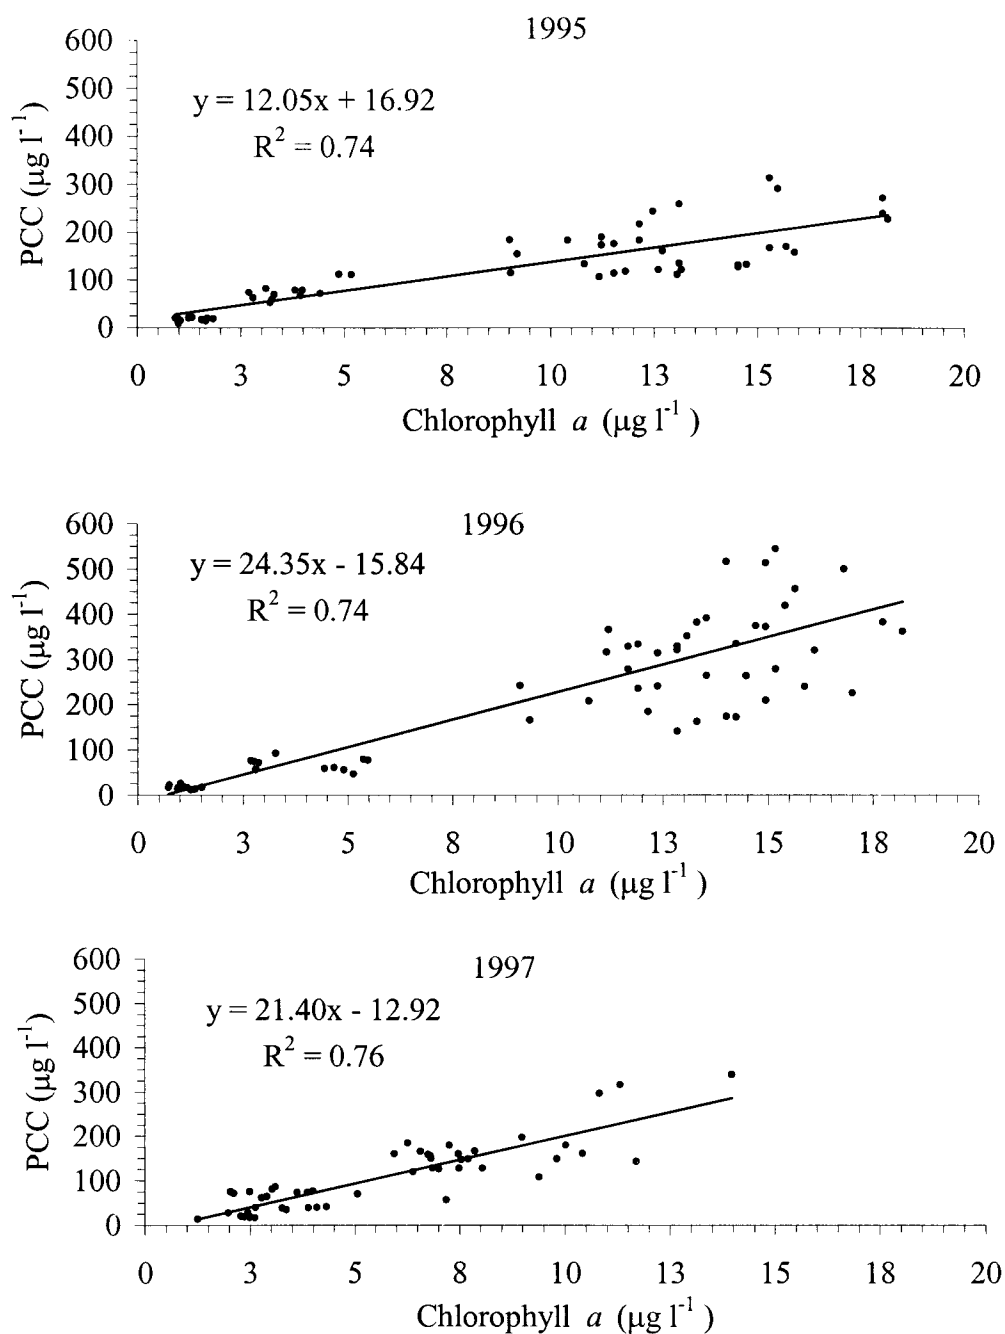 1995
600
500
400
300
200
100
0
PCC (μg l⁻¹)
y = 12.05x + 16.92
R² = 0.74
0 3 5 10 13 15 18 20
Chlorophyll a (μg l⁻¹ )
1996
600
500
400
300
200
100
0
PCC (μg l⁻¹)
y = 24.35x - 15.84
R² = 0.74
0 3 5 10 13 15 18 20
Chlorophyll a (μg l⁻¹ )
1997
600
500
400
300
200
100
0
PCC (μg l⁻¹)
y = 21.40x - 12.92
R² = 0.76
0 3 5 8 10 13 15 18 20
Chlorophyll a (μg l⁻¹ )